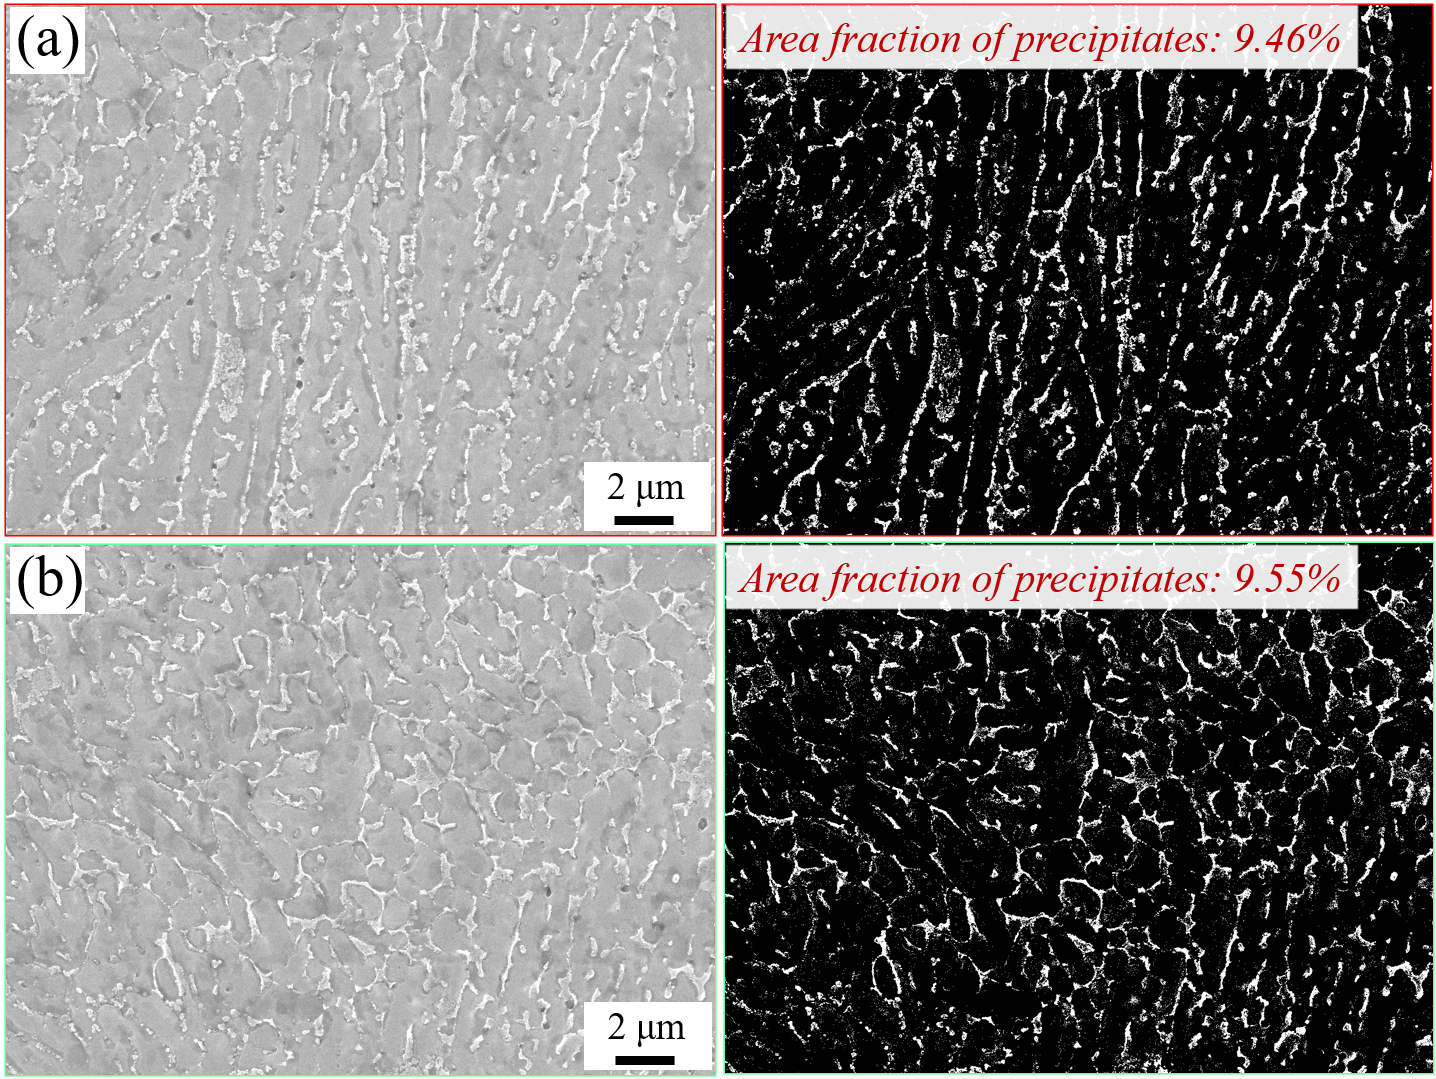 (a)
Area fraction of precipitates: 9.46%
2 μm
(b)
Area fraction of precipitates: 9.55%
2 μm